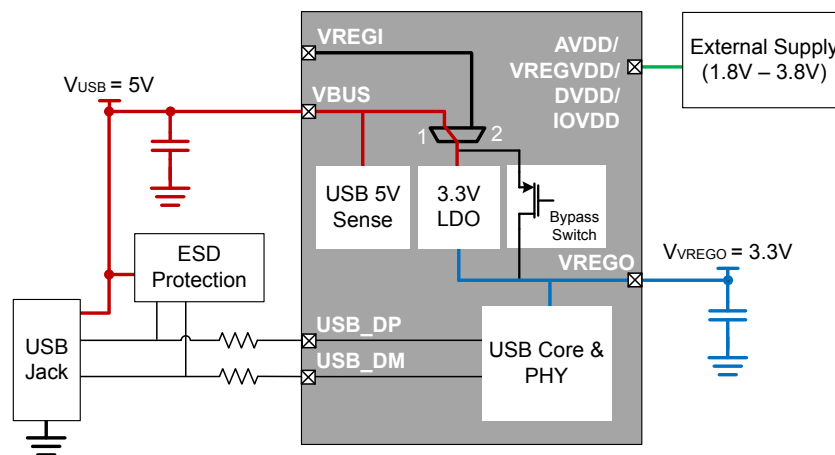 VREGI
AVDD/
VREGVDD/
DVDD/
IOVDD
External Supply
(1.8V – 3.8V)
VUSB = 5V
VBUS
1
2
USB 5V
Sense
3.3V
LDO
Bypass
Switch
ESD
Protection
VREGO
VVREGO = 3.3V
USB
Jack
USB_DP
USB_DM
USB Core &
PHY